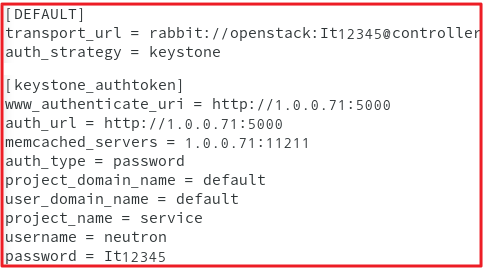 [DEFAULT]
transport_url = rabbit://openstack:It12345@controller
auth_strategy = keystone
[keystone_authtoken]
www_authenticate_uri = http://1.0.0.71:5000
auth_url = http://1.0.0.71:5000
memcached_servers = 1.0.0.71:11211
auth_type = password
project_domain_name = default
user_domain_name = default
project_name = service
username = neutron
password = It12345